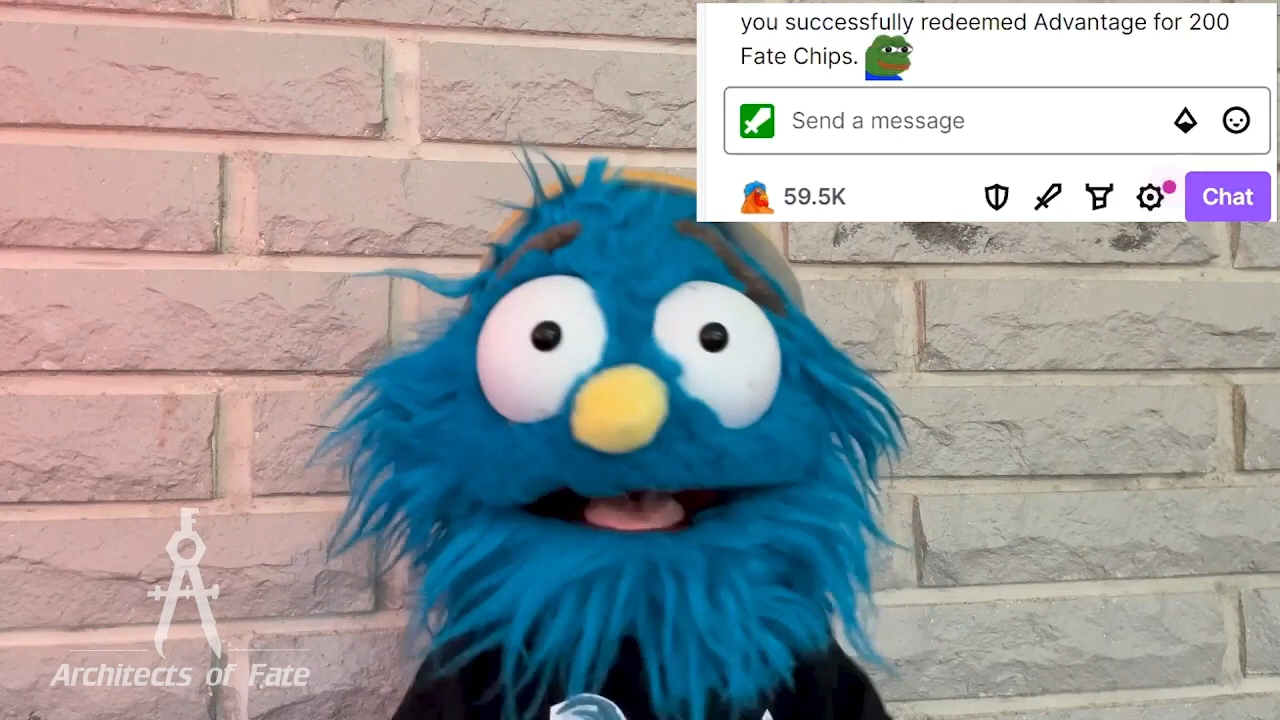 you successfully redeemed Advantage for 200
Fate Chips.
Send a message
59.5K
Chat
Architects of Fate